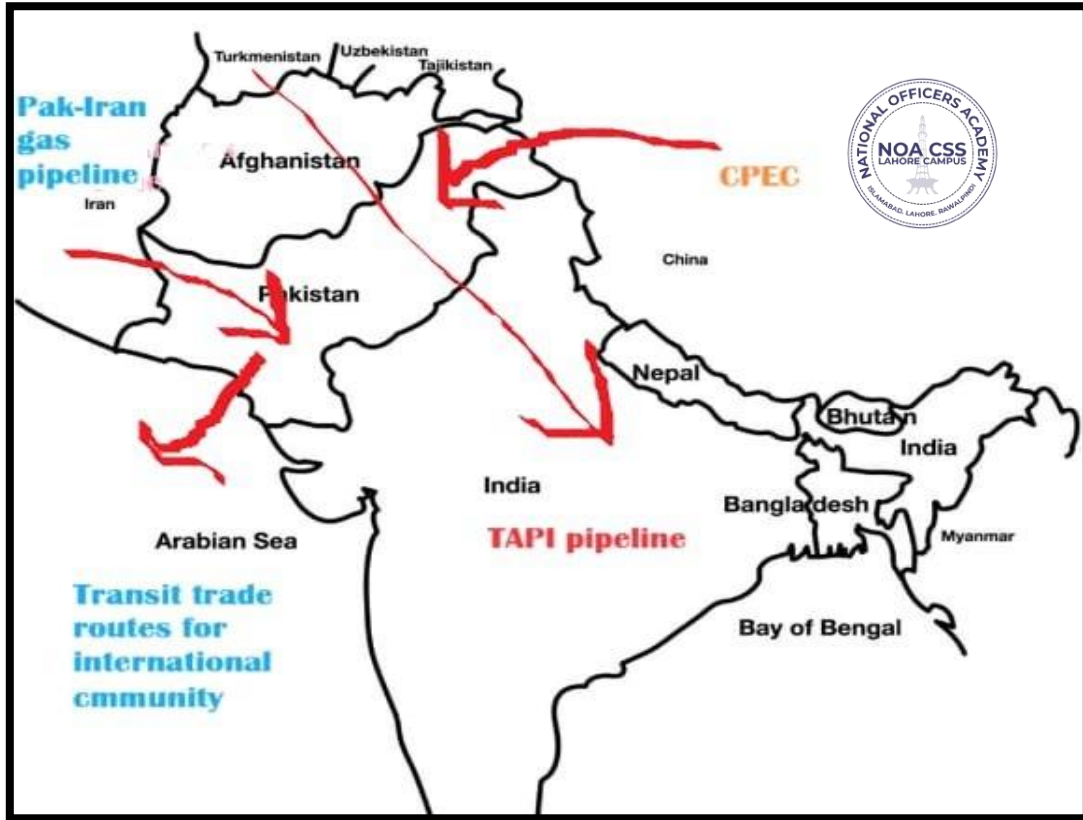 Turkmenistan
Uzbekistan
Tajikistan
Pak-Iran
gas
pipeline
Afghanistan
Iran
CPEC
NATIONAL OFFICERS ACADEMY
NOA CSS
LAHORE CAMPUS
ISLAMABAD, LAHORE, RAWALPINDI
China
Pakistan
Nepal
Bhutan
India
India
Bangladesh
TAPI pipeline
Myanmar
Arabian Sea
Transit trade
routes for
international
cmmunity
Bay of Bengal